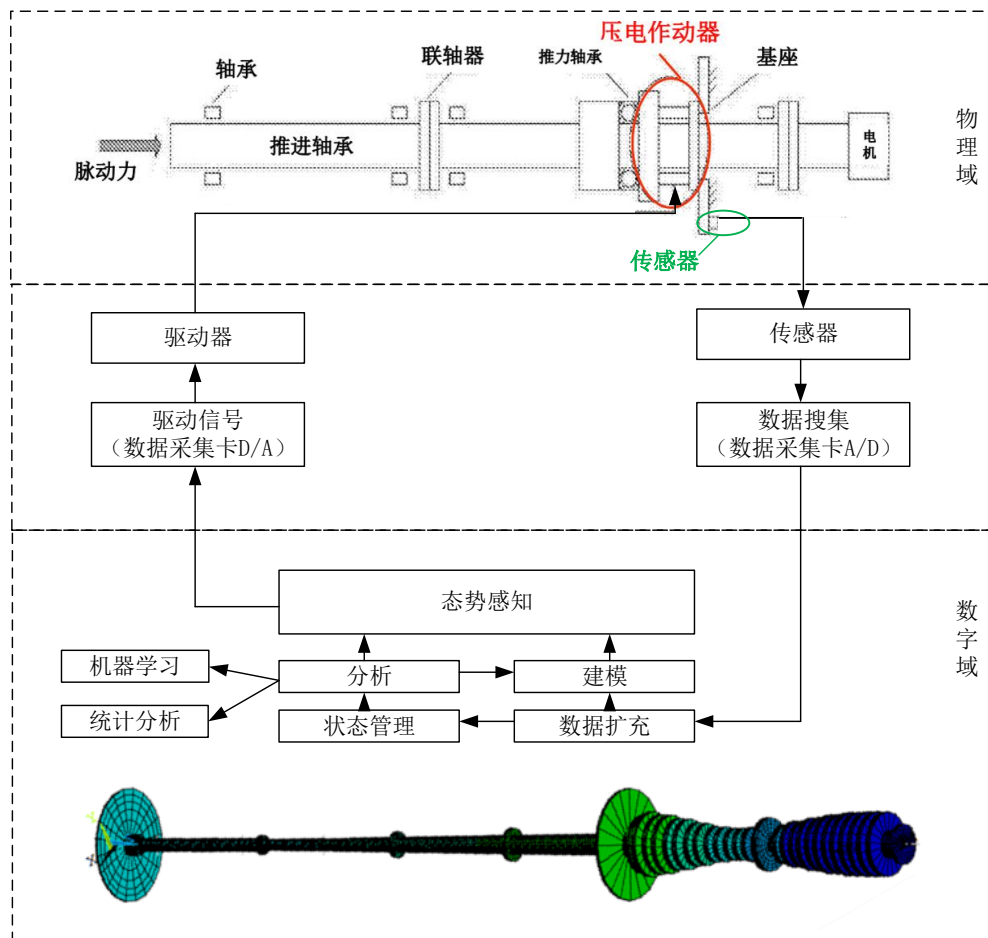 压电作动器
轴承
联轴器
推力轴承
基座
推进轴承
脉动力
电
机
传感器
物
理
域
驱动器
传感器
驱动信号
（数据采集卡D/A）
数据搜集
（数据采集卡A/D）
态势感知
数
字
域
机器学习
分析
建模
统计分析
状态管理
数据扩充